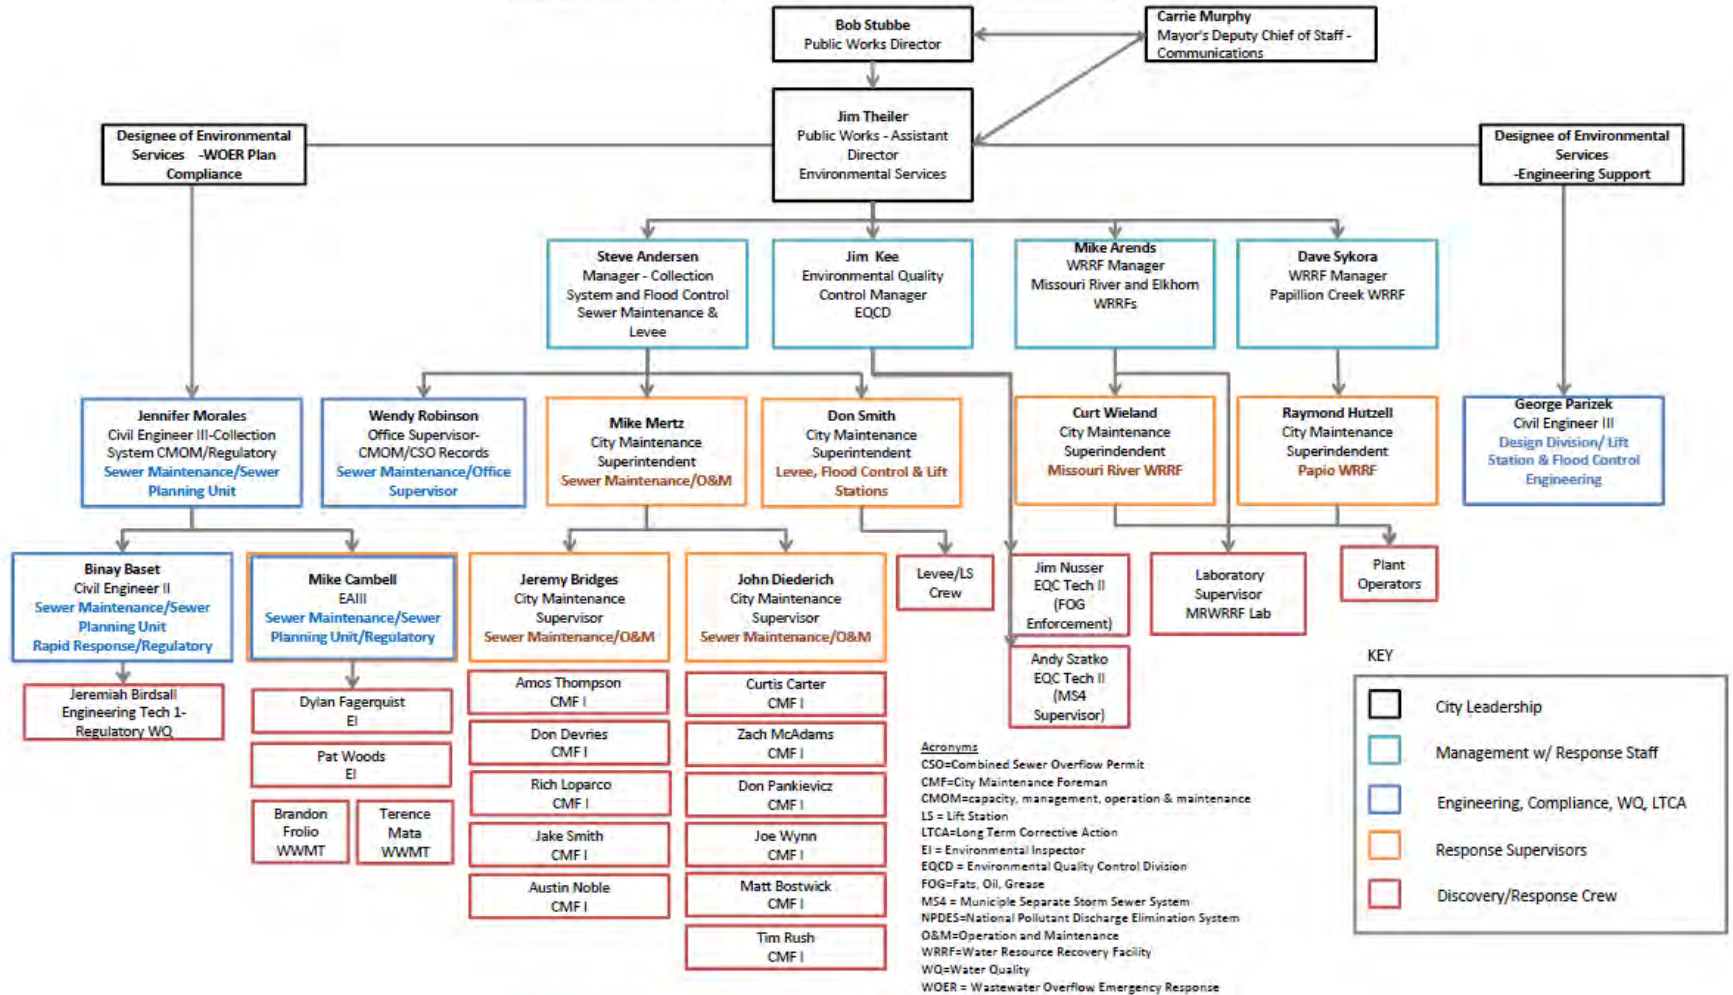 Bob Stubbe
Public Works Director
Carrie Murphy
Mayor's Deputy Chief of Staff -
Communications
Jim Theiler
Public Works - Assistant
Director
Environmental Services
Designee of Environmental
Services -WOER Plan
Compliance
Designee of Environmental
Services
-Engineering Support
Steve Andersen
Manager - Collection
System and Flood Control
Sewer Maintenance &
Levee
Jim Kee
Environmental Quality
Control Manager
EQCD
Mike Arends
WRRF Manager
Missouri River and Elkhorn
WRRFs
Dave Sykora
WRRF Manager
Papillion Creek WRRF
Jennifer Morales
Civil Engineer III-Collection
System CMOM/Regulatory
Sewer Maintenance/Sewer
Planning Unit
Wendy Robinson
Office Supervisor-
CMOM/CSO Records
Sewer Maintenance/Office
Supervisor
Mike Mertz
City Maintenance
Superintendent
Sewer Maintenance/O&M
Don Smith
City Maintenance
Superintendent
Levee, Flood Control & Lift
Stations
Curt Wieland
City Maintenance
Superindendent
Missouri River WRRF
Raymond Hutzell
City Maintenance
Superintendent
Papio WRRF
George Parizek
Civil Engineer III
Design Division/ Lift
Station & Flood Control
Engineering
Binay Baset
Civil Engineer II
Sewer Maintenance/Sewer
Planning Unit
Rapid Response/Regulatory
Mike Cambell
EAIII
Sewer Maintenance/Sewer
Planning Unit/Regulatory
Jeremy Bridges
City Maintenance
Supervisor
Sewer Maintenance/O&M
John Diederich
City Maintenance
Supervisor
Sewer Maintenance/O&M
Levee/LS
Crew
Jim Nusser
EQC Tech II
(FOG
Enforcement)
Laboratory
Supervisor
MRWRRF Lab
Plant
Operators
Andy Szatko
EQC Tech II
(MS4
Supervisor)
Jeremiah Birdsall
Engineering Tech 1-
Regulatory WQ
Dylan Fagerquist
EI
Pat Woods
EI
Brandon
Frolio
WWMT
Terence
Mata
WWMT
Amos Thompson
CMF I
Don Devries
CMF I
Rich Loparco
CMF I
Jake Smith
CMF I
Austin Noble
CMF I
Curtis Carter
CMF I
Zach McAdams
CMF I
Don Pankievicz
CMF I
Joe Wynn
CMF I
Matt Bostwick
CMF I
Tim Rush
CMF I
Acronyms
CSO=Combined Sewer Overflow Permit
CMF=City Maintenance Foreman
CMOM=capacity, management, operation & maintenance
LS = Lift Station
LTCA=Long Term Corrective Action
EI = Environmental Inspector
EQCD = Environmental Quality Control Division
FOG=Fats, Oil, Grease
MS4 = Municiple Separate Storm Sewer System
NPDES=National Pollutant Discharge Elimination System
O&M=Operation and Maintenance
WRRF=Water Resource Recovery Facility
WQ=Water Quality
WOER = Wastewater Overflow Emergency Response
KEY
City Leadership
Management w/ Response Staff
Engineering, Compliance, WQ, LTCA
Response Supervisors
Discovery/Response Crew